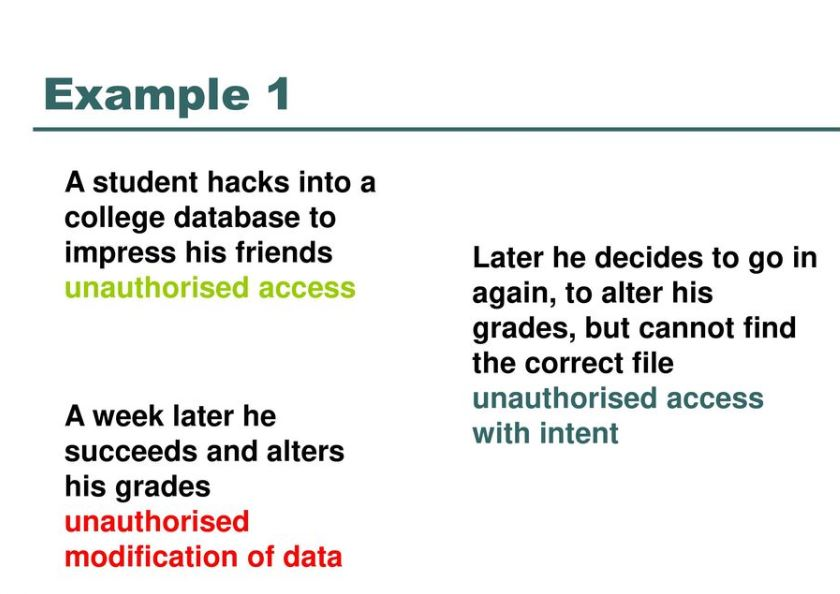 Example 1
A student hacks into a
college database to
impress his friends
unauthorised access
Later he decides to go in
again, to alter his
grades, but cannot find
the correct file
unauthorised access
with intent
A week later he
succeeds and alters
his grades
unauthorised
modification of data